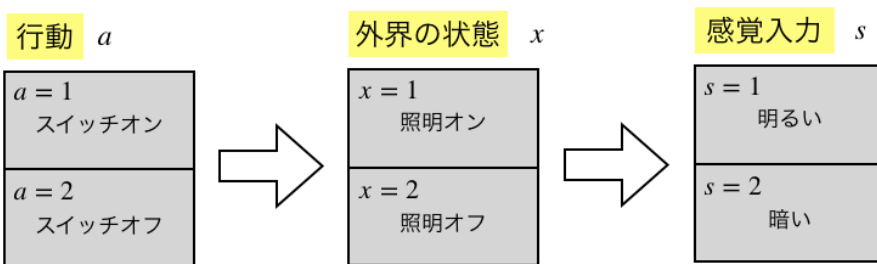 行動 a
外界の状態 x
感覚入力 s
a = 1
スイッチオン
a = 2
スイッチオフ
x = 1
照明オン
x = 2
照明オフ
s = 1
明るい
s = 2
暗い